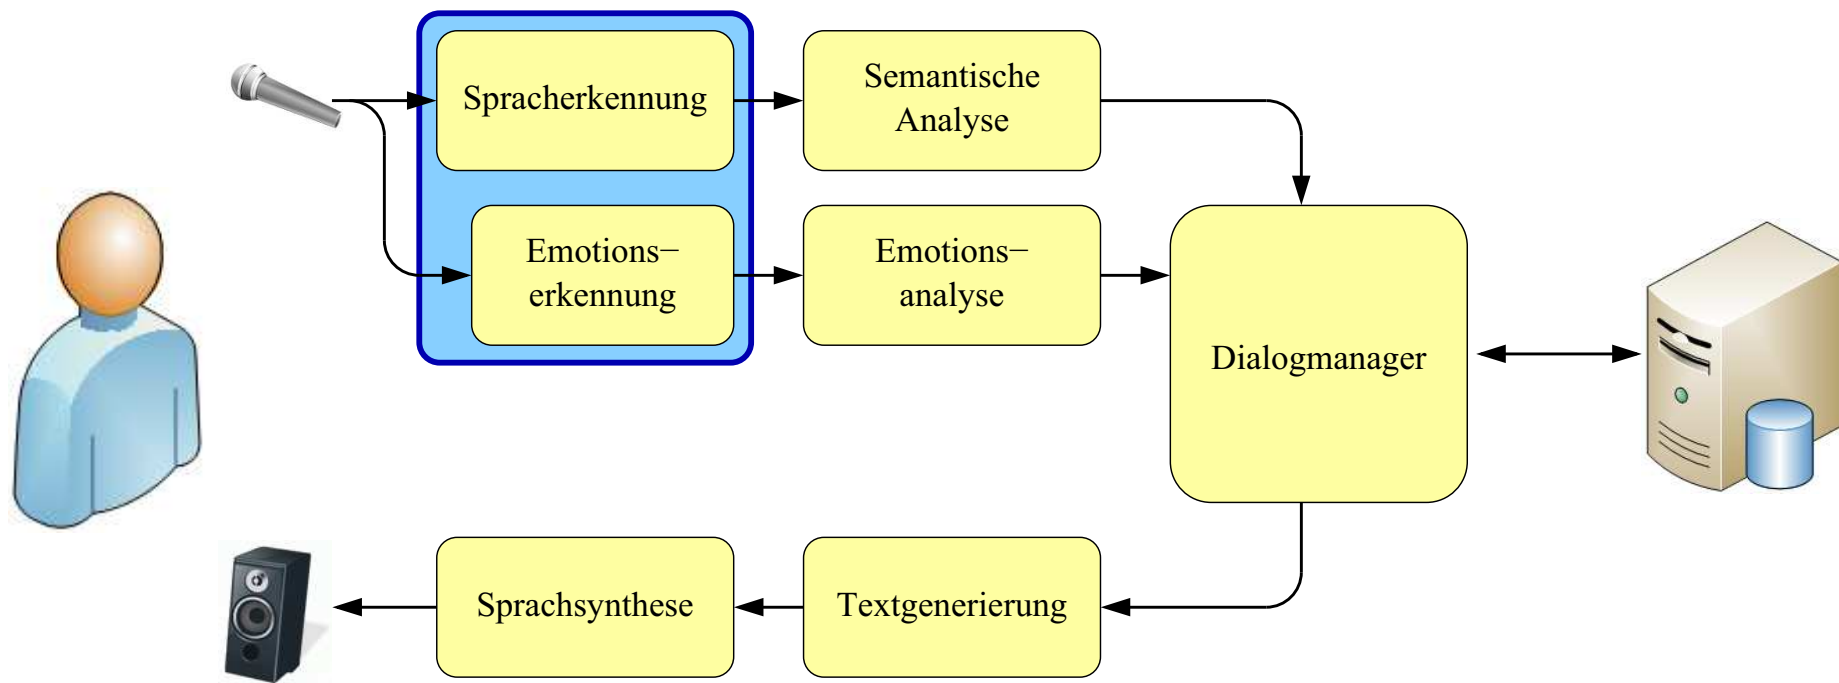 Spracherkennung
Semantische
Analyse
Emotions−
erkennung
Emotions−
analyse
Dialogmanager
Sprachsynthese
Textgenerierung